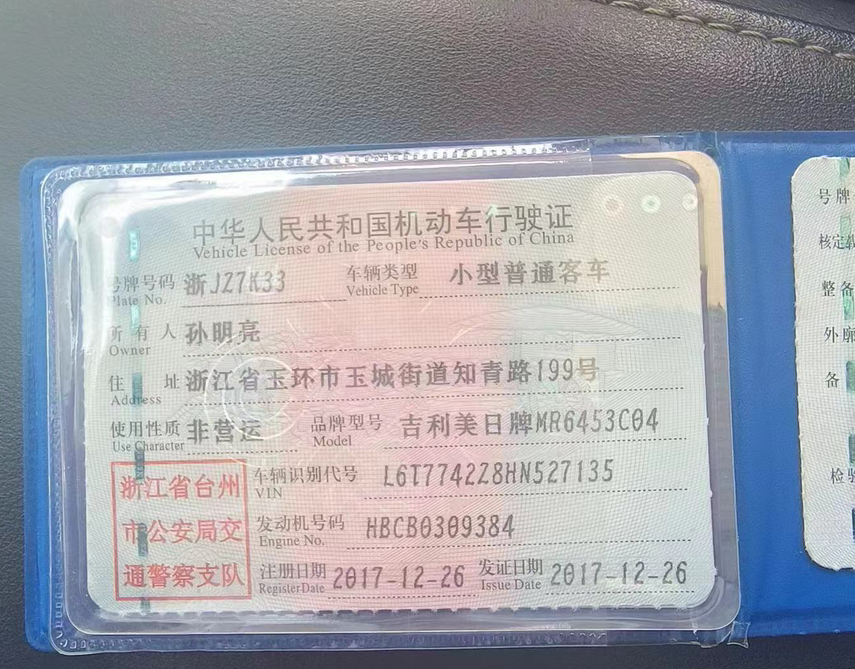 中华人民共和国机动车行驶证
Vehicle License of the People's Republic of China
号牌号码 浙JZ7K33 车辆类型 小型普通客车
Plate No. Vehicle Type
所有人 孙明亮
Owner
住址 浙江省玉环市玉城街道知青路199号
Address
使用性质 非营运 品牌型号 吉利美日牌MR6453C04
Use Character Model
浙江省台州
市公安局交
通警察支队
车辆识别代号 L6T7742Z8HN527135
VIN
发动机号码 HBCB0309384
Engine No.
注册日期 2017-12-26 发证日期 2017-12-26
Register Date Issue Date
号牌
核定载
整备
外廓
备
检验